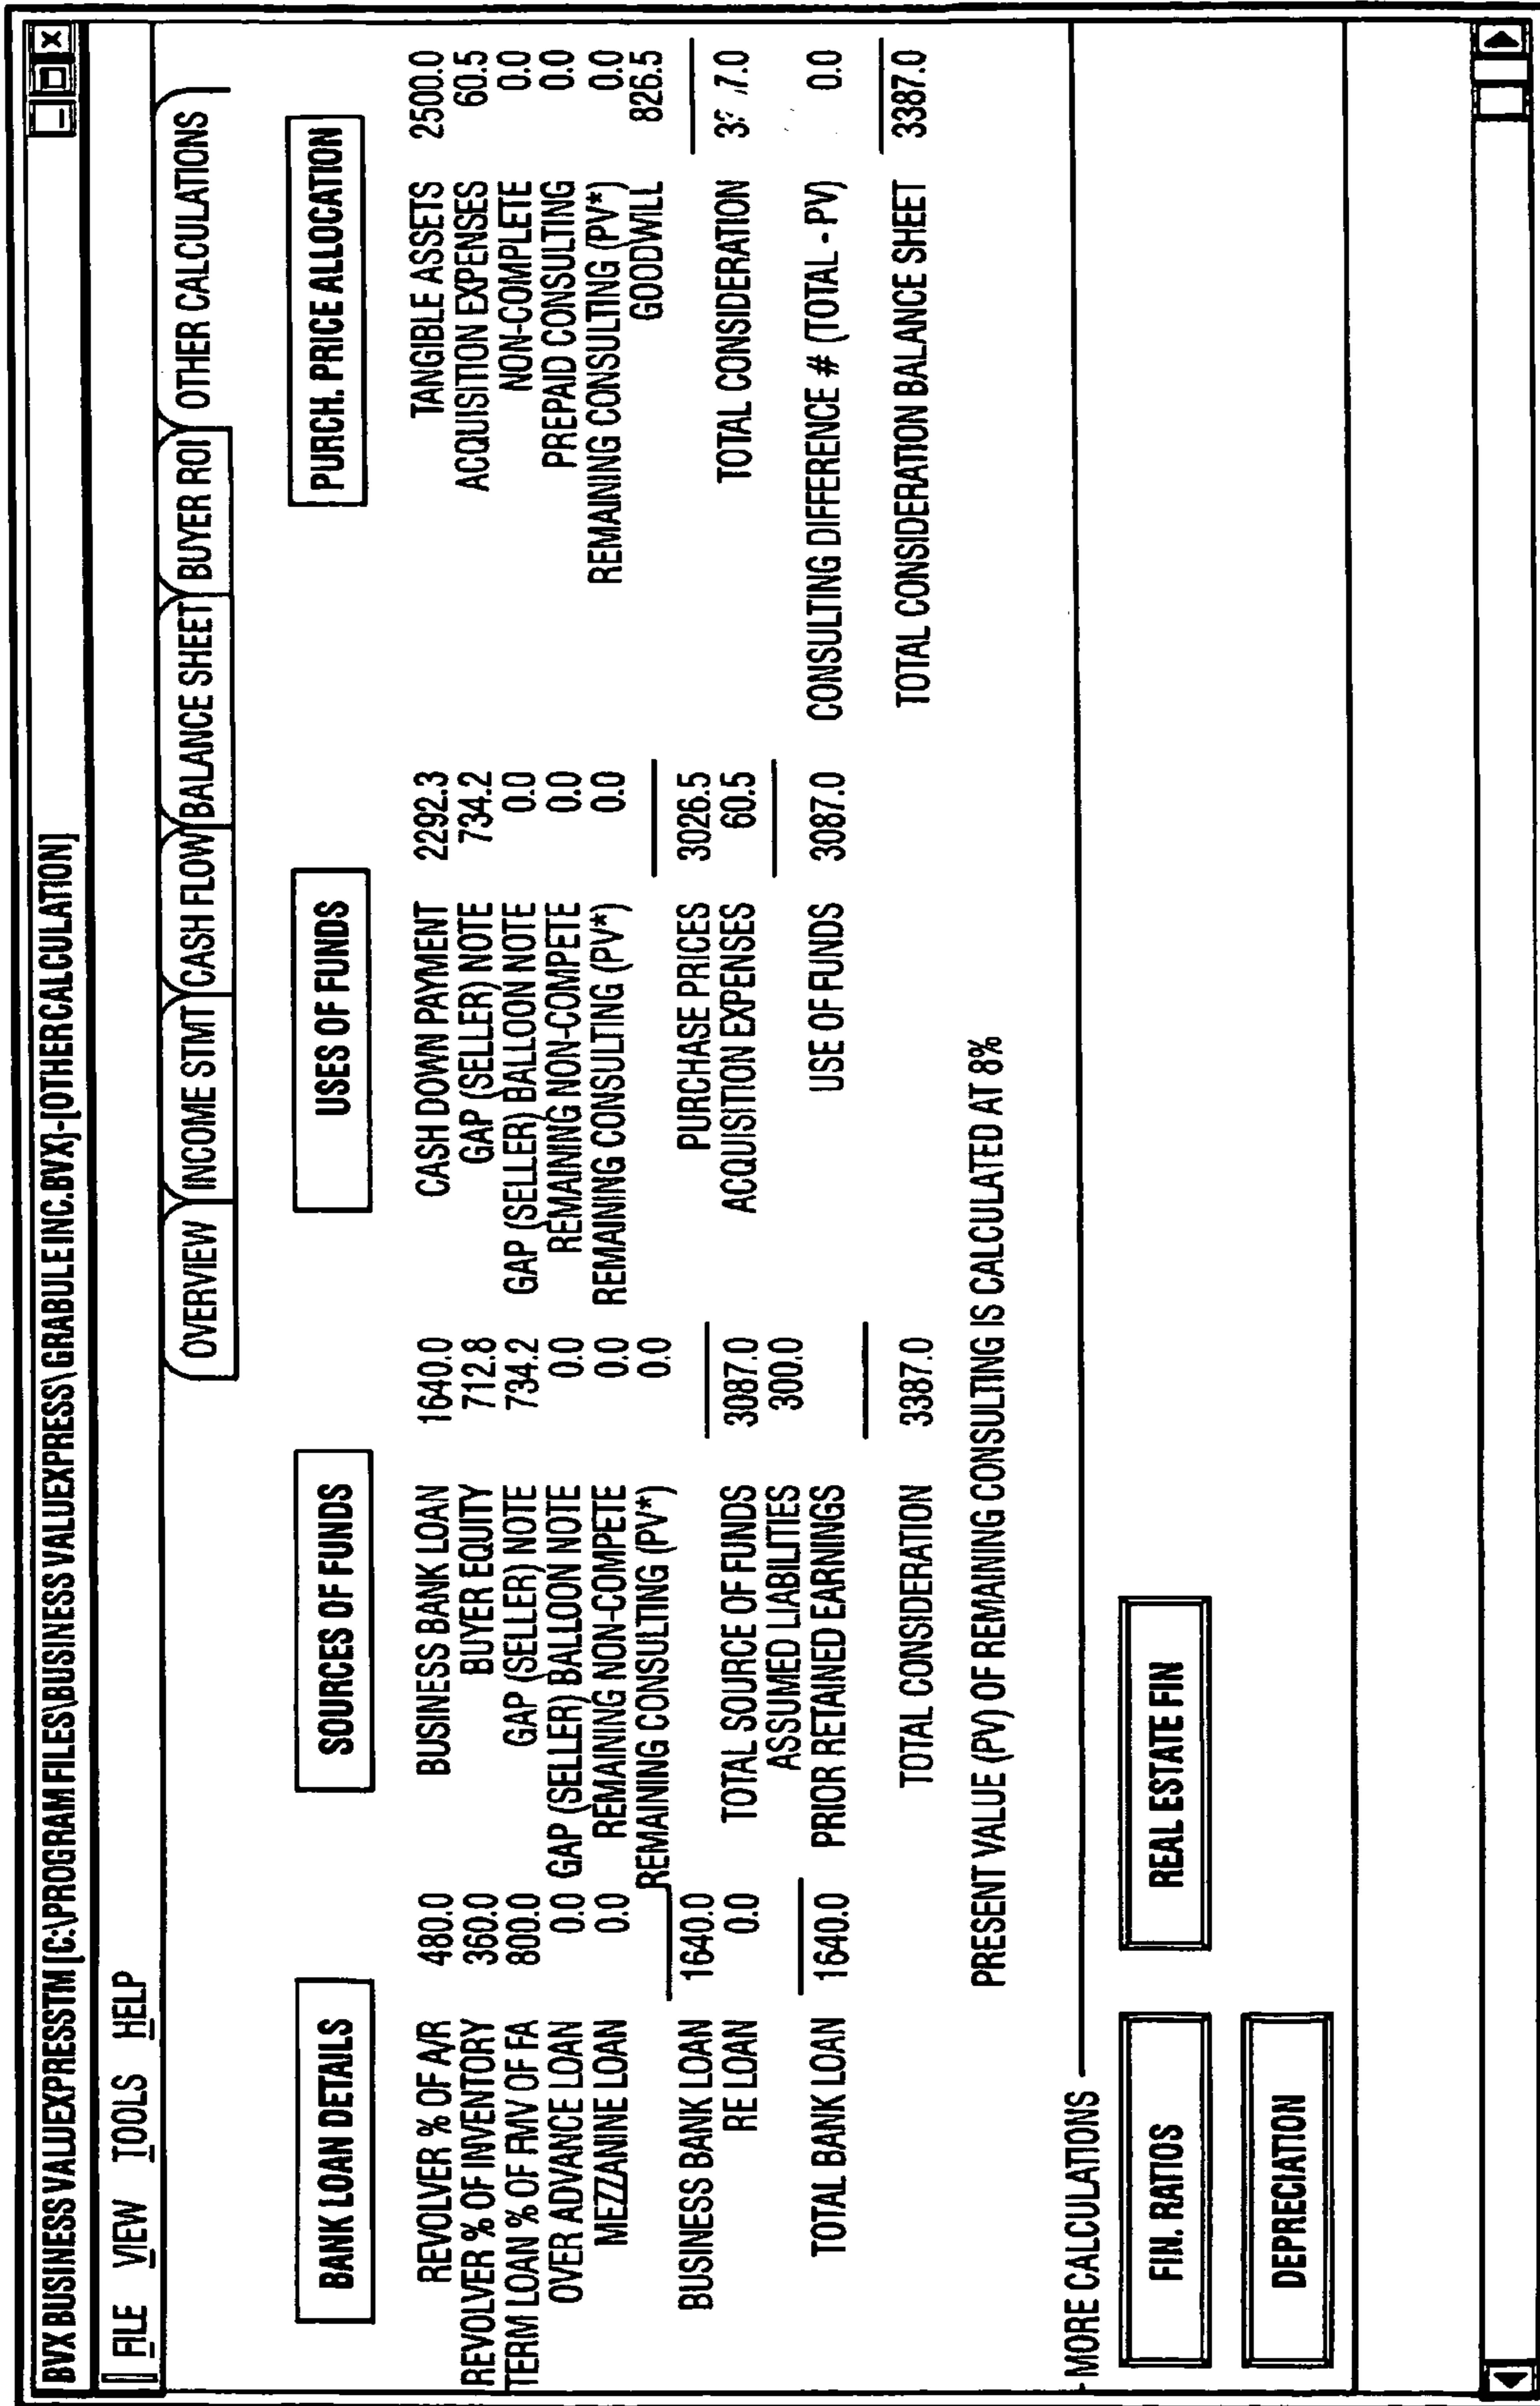 BVX BUSINESS VALUEXPRESSTM [C:\PROGRAM FILES\BUSINESS VALUEXPRESS\ GRABULE INC.BVX]-[OTHERCALCULATION]
FILE VIEW TOOLS HELP
OVERVIEW INCOME STMT CASH FLOW BALANCE SHEET BUYER ROI OTHER CALCULATIONS
BANK LOAN DETAILS
REVOLVER % OF A/R 480.0
REVOLVER % OF INVENTORY 360.0
TERM LOAN % OF FMV OF FA 800.0
OVER ADVANCE LOAN 0.0
MEZZANINE LOAN 0.0
BUSINESS BANK LOAN 1640.0
RE LOAN 0.0
TOTAL BANK LOAN 1640.0
SOURCES OF FUNDS
BUSINESS BANK LOAN 1640.0
BUYER EQUITY 712.8
GAP (SELLER) NOTE 734.2
GAP (SELLER) BALLOON NOTE 0.0
REMAINING NON-COMPETE 0.0
REMAINING CONSULTING (PV*) 0.0
TOTAL SOURCE OF FUNDS 3087.0
ASSUMED LIABILITIES 300.0
PRIOR RETAINED EARNINGS
TOTAL CONSIDERATION 3387.0
USES OF FUNDS
CASH DOWN PAYMENT 2292.3
GAP (SELLER) NOTE 734.2
GAP (SELLER) BALLOON NOTE 0.0
REMAINING NON-COMPETE 0.0
REMAINING CONSULTING (PV*) 0.0
PURCHASE PRICES 3026.5
ACQUISITION EXPENSES 60.5
USE OF FUNDS 3087.0
PURCH. PRICE ALLOCATION
TANGIBLE ASSETS 2500.0
ACQUISITION EXPENSES 60.5
NON-COMPLETE 0.0
PREPAID CONSULTING 0.0
REMAINING CONSULTING (PV*) 0.0
GOODWILL 826.5
TOTAL CONSIDERATION
CONSULTING DIFFERENCE # (TOTAL - PV) 0.0
TOTAL CONSIDERATION BALANCE SHEET 3387.0
PRESENT VALUE (PV) OF REMAINING CONSULTING IS CALCULATED AT 8%
MORE CALCULATIONS
FIN. RATIOS
REAL ESTATE FIN
DEPRECIATION